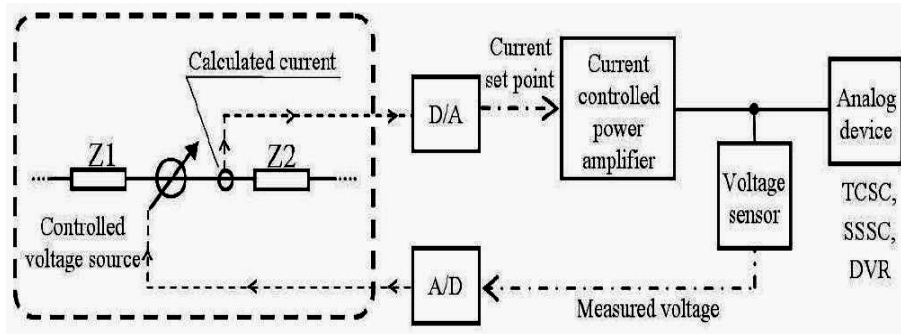 Calculated current
Z1
Z2
Controlled
voltage source
D/A
A/D
Current
set point
Current
controlled
power
amplifier
Voltage
sensor
Measured voltage
Analog
device
TCSC,
SSSC,
DVR